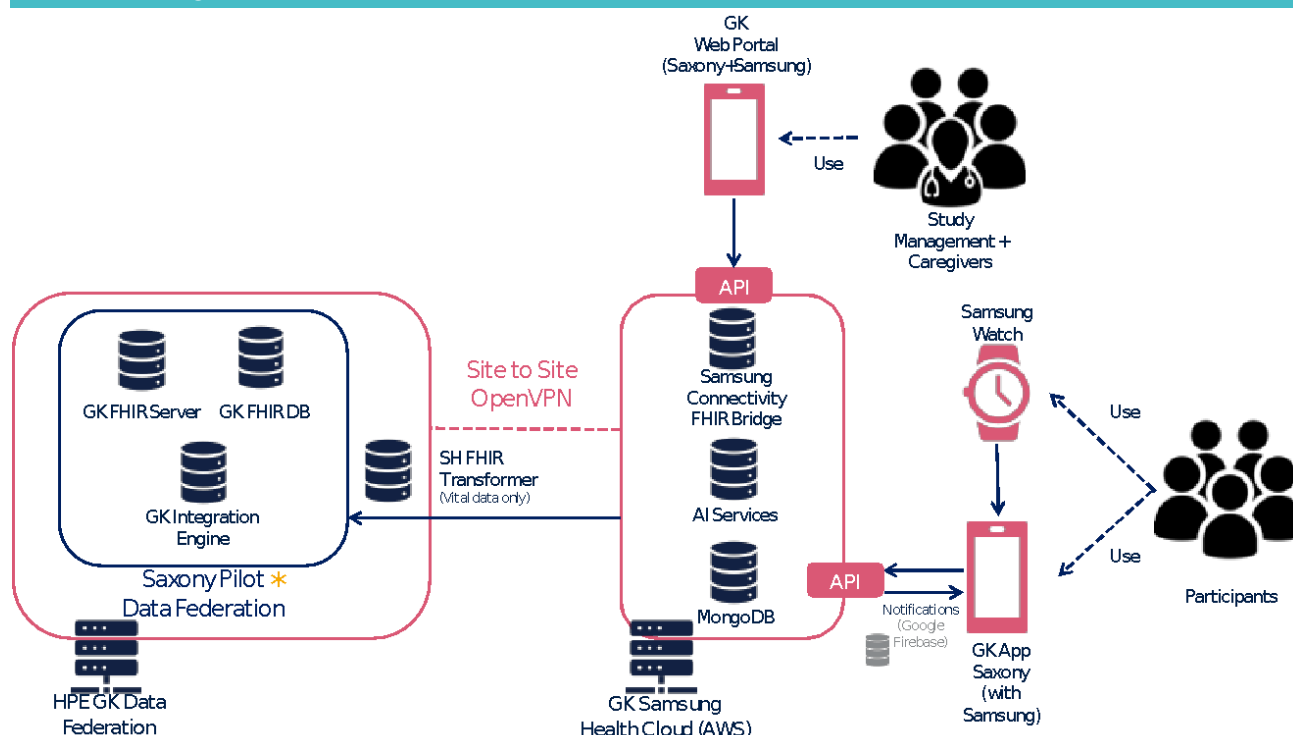 GK
Web Portal
(Saxony+Samsung)
Use
Study
Management +
Caregivers
API
Samsung
Connectivity
FHIR Bridge
AI Services
MongoDB
API
GK Samsung
Health Cloud (AWS)
Site to Site
OpenVPN
SH FHIR
Transformer
(Vital data only)
GK FHIR Server
GK FHIR DB
GK Integration
Engine
Saxony Pilot *
Data Federation
HPE GK Data
Federation
Samsung
Watch
Use
Use
Participants
Notifications
(Google
Firebase)
GK App
Saxony
(with
Samsung)